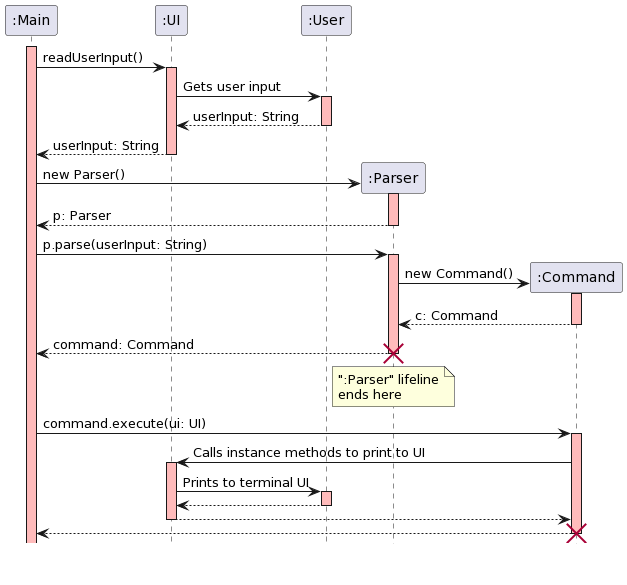 :Main
:UI
:User
readUserInput()
Gets user input
userInput: String
userInput: String
new Parser()
:Parser
p: Parser
p.parse(userInput: String)
new Command()
:Command
c: Command
command: Command
":Parser" lifeline
ends here
command.execute(ui: UI)
Calls instance methods to print to UI
Prints to terminal UI